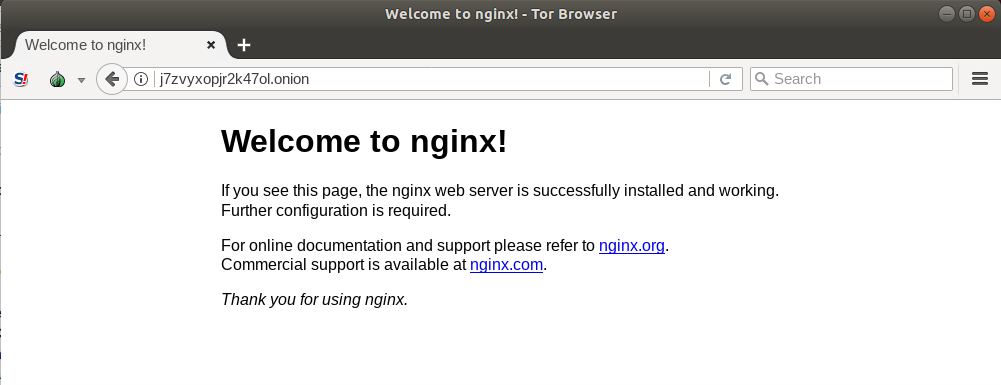 Welcome to nginx! - Tor Browser
Welcome to nginx!
S!
j7zvyxopjr2k47ol.onion
Search
Welcome to nginx!
If you see this page, the nginx web server is successfully installed and working.
Further configuration is required.
For online documentation and support please refer to nginx.org.
Commercial support is available at nginx.com.
Thank you for using nginx.